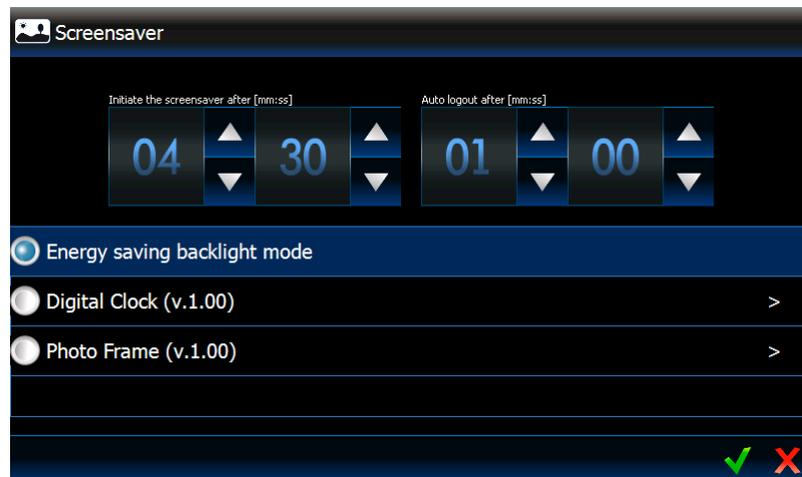 Screensaver
Initiate the screensaver after [mm:ss] Auto logout after [mm:ss]
04 30 01 00
Energy saving backlight mode
Digital Clock (v.1.00) >
Photo Frame (v.1.00) >